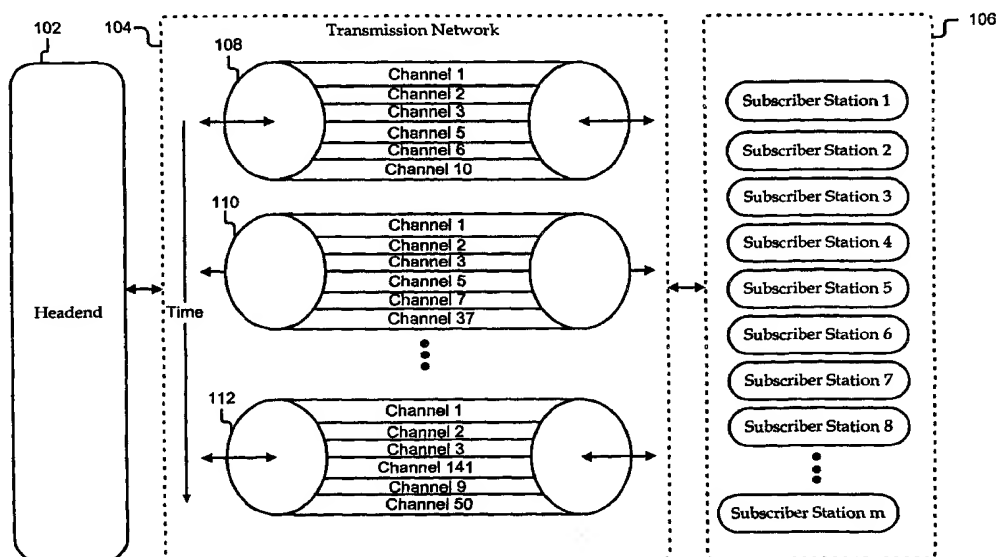 102
104
106
Transmission Network
108
Channel 1
Channel 2
Channel 3
Channel 5
Channel 6
Channel 10
110
Channel 1
Channel 2
Channel 3
Channel 5
Channel 7
Channel 37
112
Channel 1
Channel 2
Channel 3
Channel 141
Channel 9
Channel 50
Headend
Time
Subscriber Station 1
Subscriber Station 2
Subscriber Station 3
Subscriber Station 4
Subscriber Station 5
Subscriber Station 6
Subscriber Station 7
Subscriber Station 8
Subscriber Station m